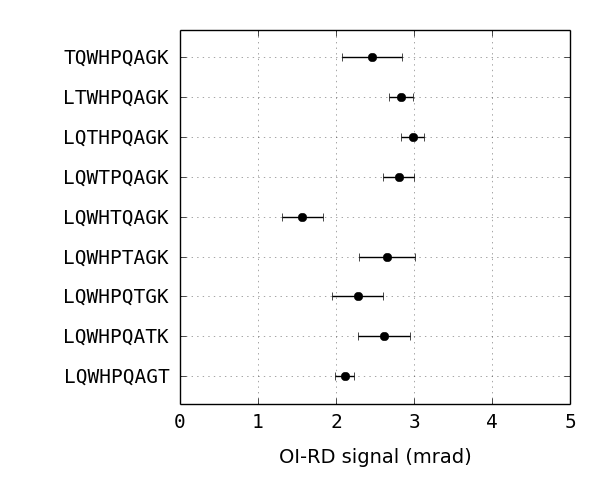 TQWHPQAGK
LTWHPQAGK
LQTHPQAGK
LQWTPQAGK
LQWHTQAGK
LQWHPTAGK
LQWHPQTGK
LQWHPQATK
LQWHPQAGT
0 1 2 3 4 5
OI-RD signal (mrad)